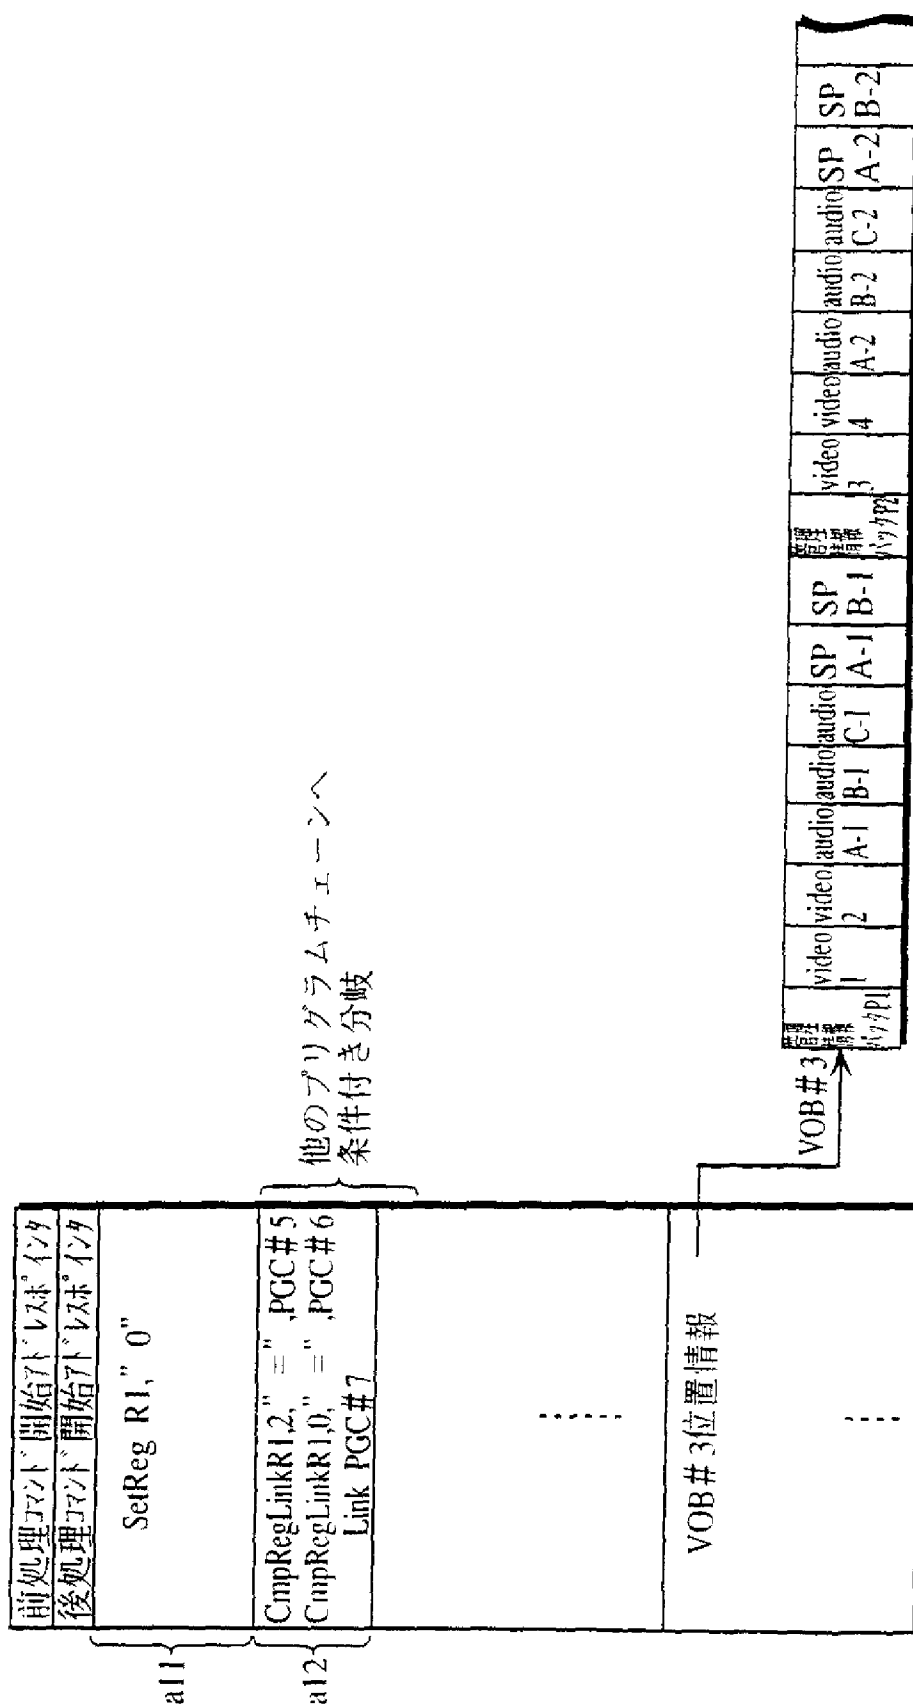 前処理コマンド開始アドレスポインタ
後処理コマンド開始アドレスポインタ
a11
SetReg R1," 0"
a12
CmpRegLinkR1,2," =" ,PGC#5
CmpRegLinkR1,0," =" ,PGC#6
Link PGC#7
他のプリグラムチェーンへ
条件付き分岐
VOB#3位置情報
VOB#3
パックP1
video
1
video
2
audio
A-1
audio
B-1
audio
C-1
SP
A-1
SP
B-1
パックP2
video
3
video
4
audio
A-2
audio
B-2
audio
C-2
SP
A-2
SP
B-2